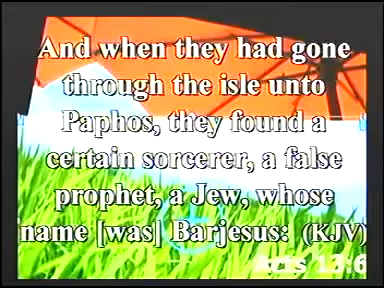 And when they had gone
through the isle unto
Paphos, they found a
certain sorcerer, a false
prophet, a Jew, whose
name [was] Barjesus: (KJV)
Acts 13:6